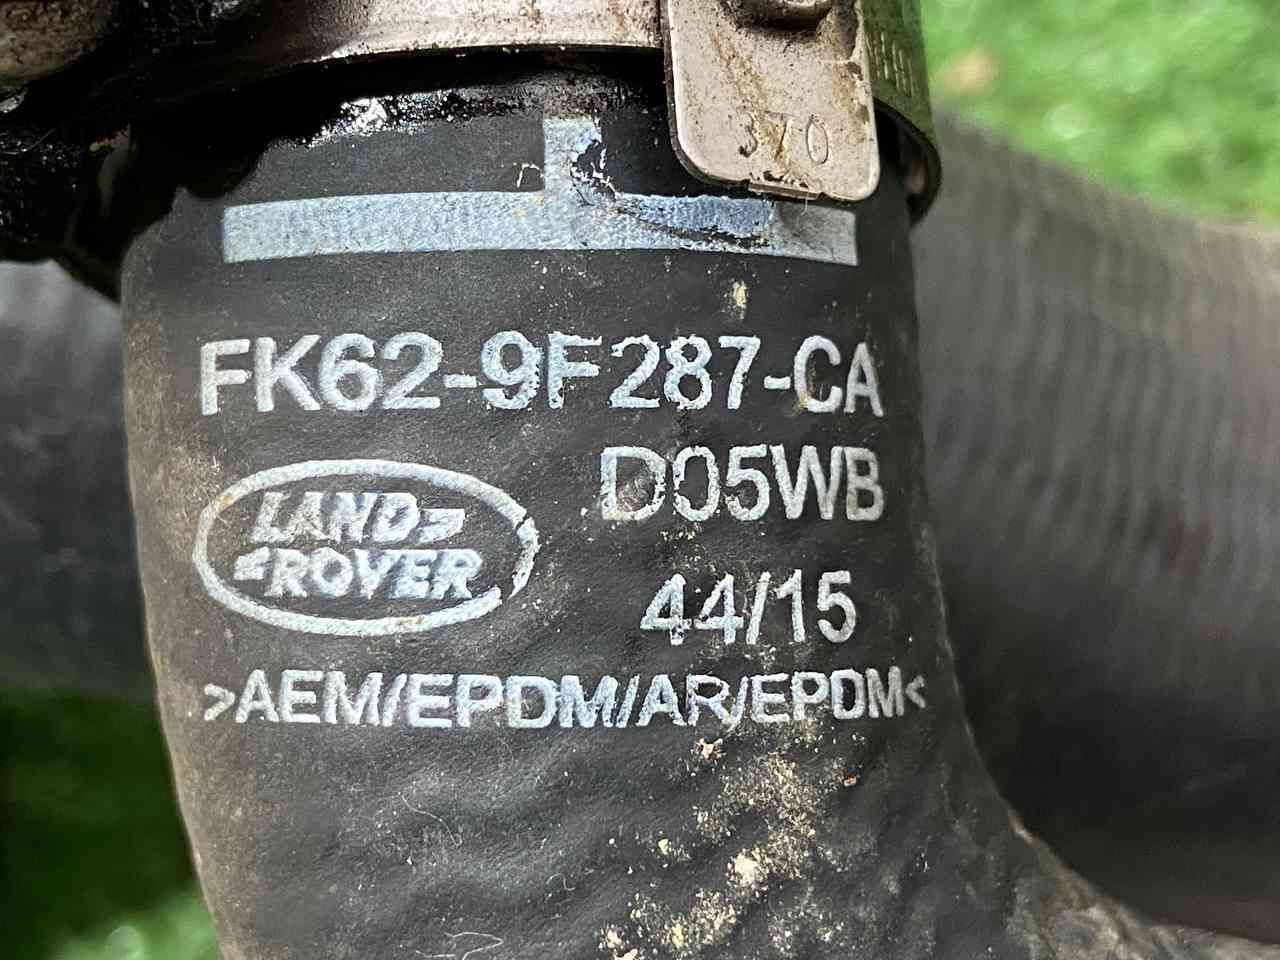 370
FK62-9F287-CA
D05WB
LAND
ROVER
44/15
>AEM/EPDM/AR/EPDM<